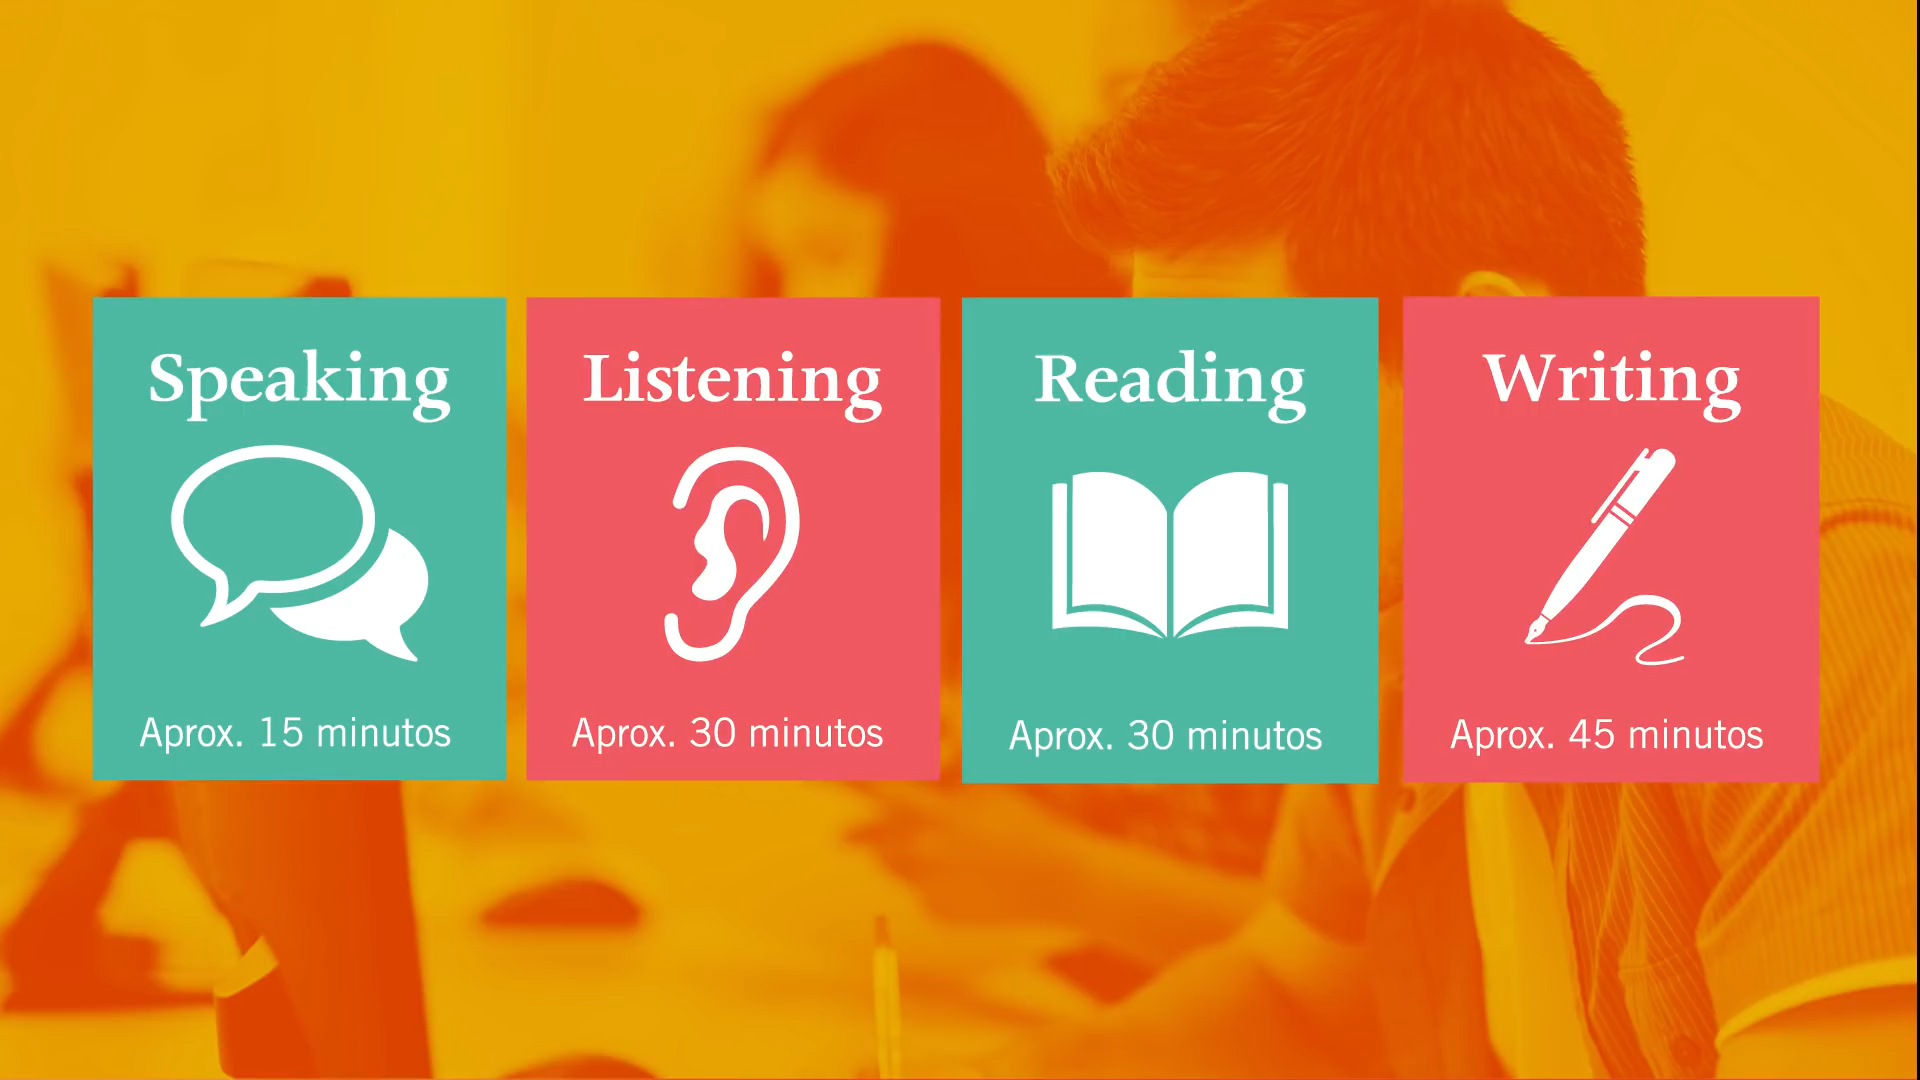 Speaking
Aprox. 15 minutos
Listening
Aprox. 30 minutos
Reading
Aprox. 30 minutos
Writing
Aprox. 45 minutos